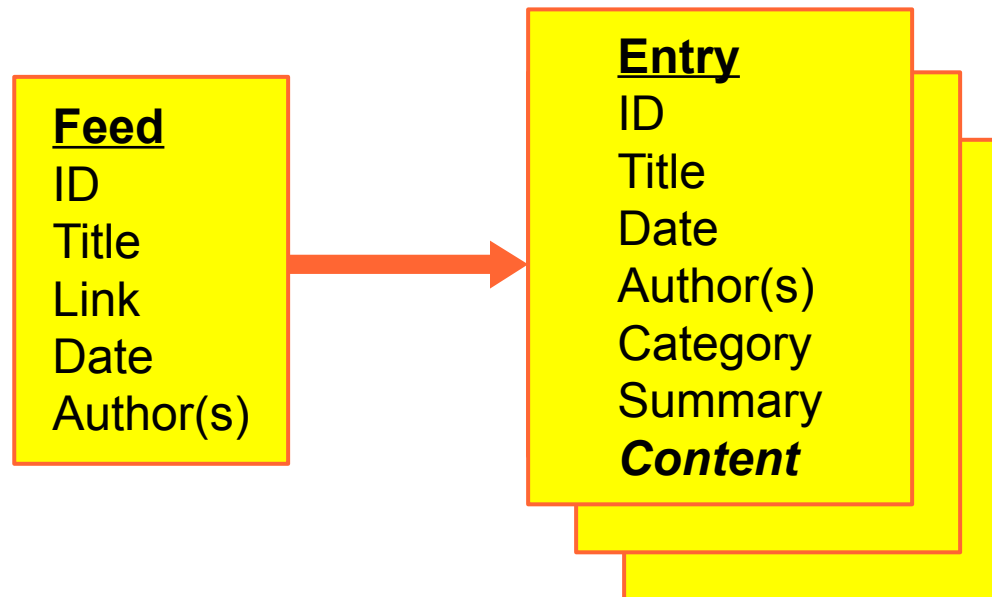 Feed
ID
Title
Link
Date
Author(s)
Entry
ID
Title
Date
Author(s)
Category
Summary
Content